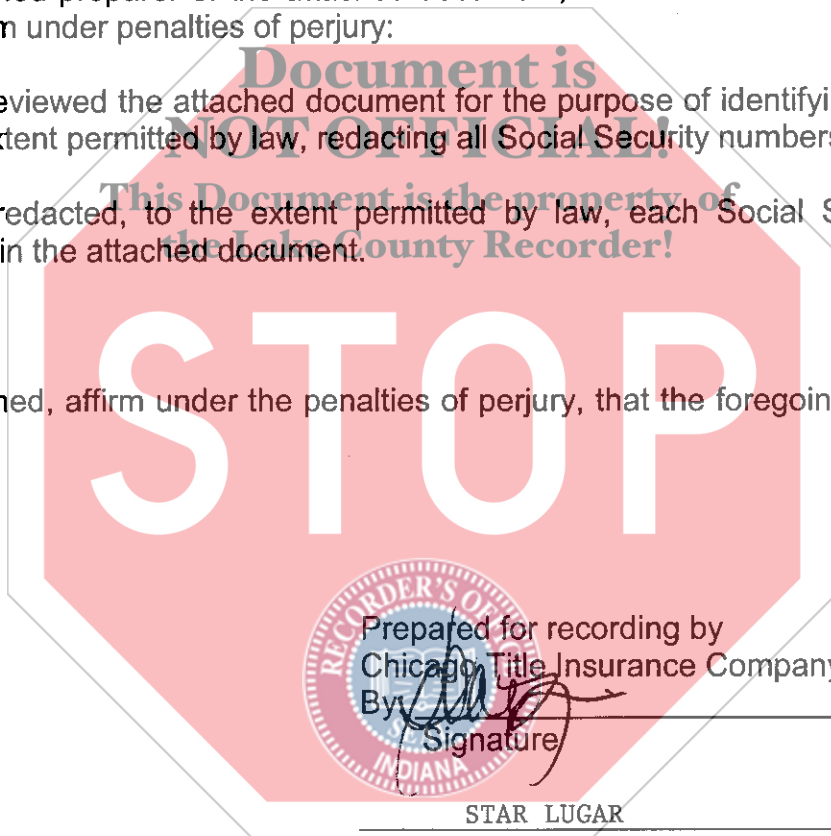 m under penalties of perjury:
Document is
eviewed the attached document for the purpose of identifyi
NOT OFFICIAL!
tent permitted by law, redacting all Social Security numbers
This Document is the property of
redacted, to the extent permitted by law, each Social S
the Lake County Recorder!
in the attached document.
STOP
ned, affirm under the penalties of perjury, that the foregoin
RECORDER'S OFFICE
Prepared for recording by
Chicago Title Insurance Company
By
SEAL
Signature
INDIANA
STAR LUGAR